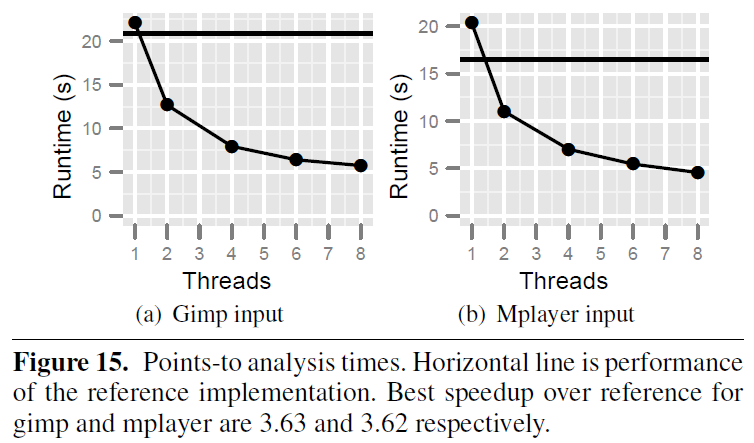 Runtime (s)
20
15
10
5
0
1 2 3 4 5 6 7 8
Threads
(a) Gimp input
Runtime (s)
20
15
10
5
0
1 2 3 4 5 6 7 8
Threads
(b) Mplayer input
Figure 15. Points-to analysis times. Horizontal line is performance
of the reference implementation. Best speedup over reference for
gimp and mplayer are 3.63 and 3.62 respectively.